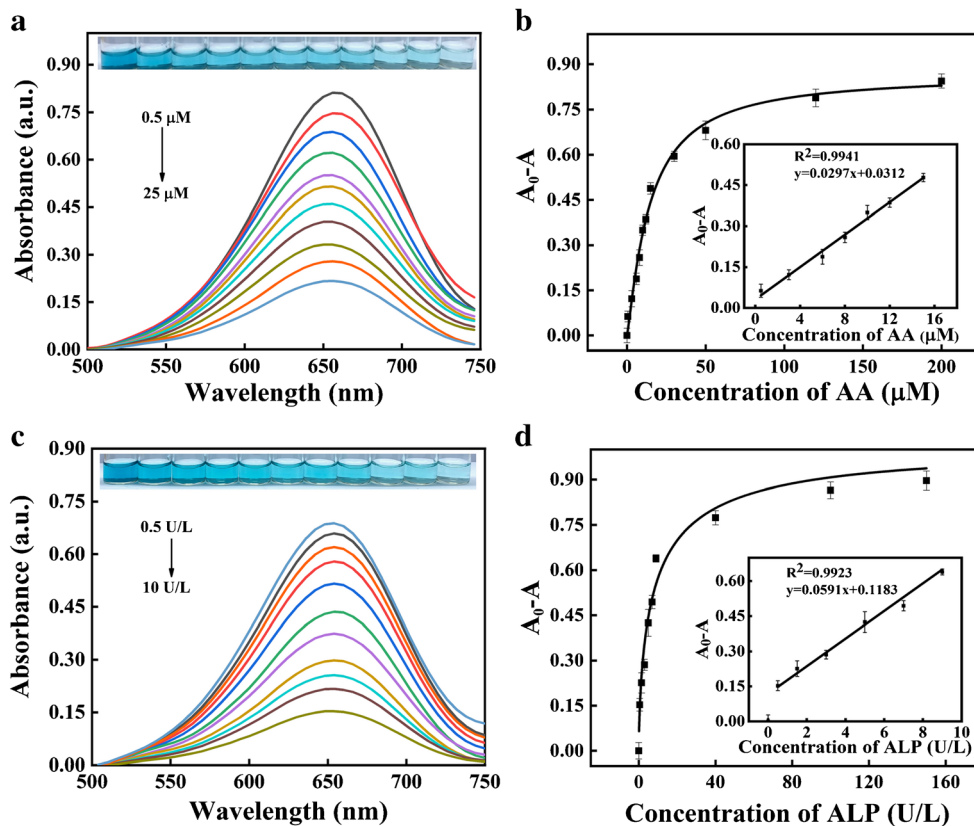 a
0.90
0.75
0.60
0.45
0.30
0.15
0.00
Absorbance (a.u.)
0.5 μM
25 μM
500
550
600
650
700
750
Wavelength (nm)
b
0.90
0.75
0.60
0.45
0.30
0.15
0.00
A₀-A
0
50
100
150
200
Concentration of AA (μM)
R²=0.9941
y=0.0297x+0.0312
0.60
0.45
0.30
0.15
0.00
A₀-A
0
4
8
12
16
Concentration of AA (μM)
c
0.90
0.75
0.60
0.45
0.30
0.15
0.00
Absorbance (a.u.)
0.5 U/L
10 U/L
500
550
600
650
700
750
Wavelength (nm)
d
0.90
0.75
0.60
0.45
0.30
0.15
0.00
A₀-A
0
40
80
120
160
Concentration of ALP (U/L)
R²=0.9923
y=0.0591x+0.1183
0.60
0.45
0.30
0.15
0.00
A₀-A
0
2
4
6
8
10
Concentration of ALP (U/L)